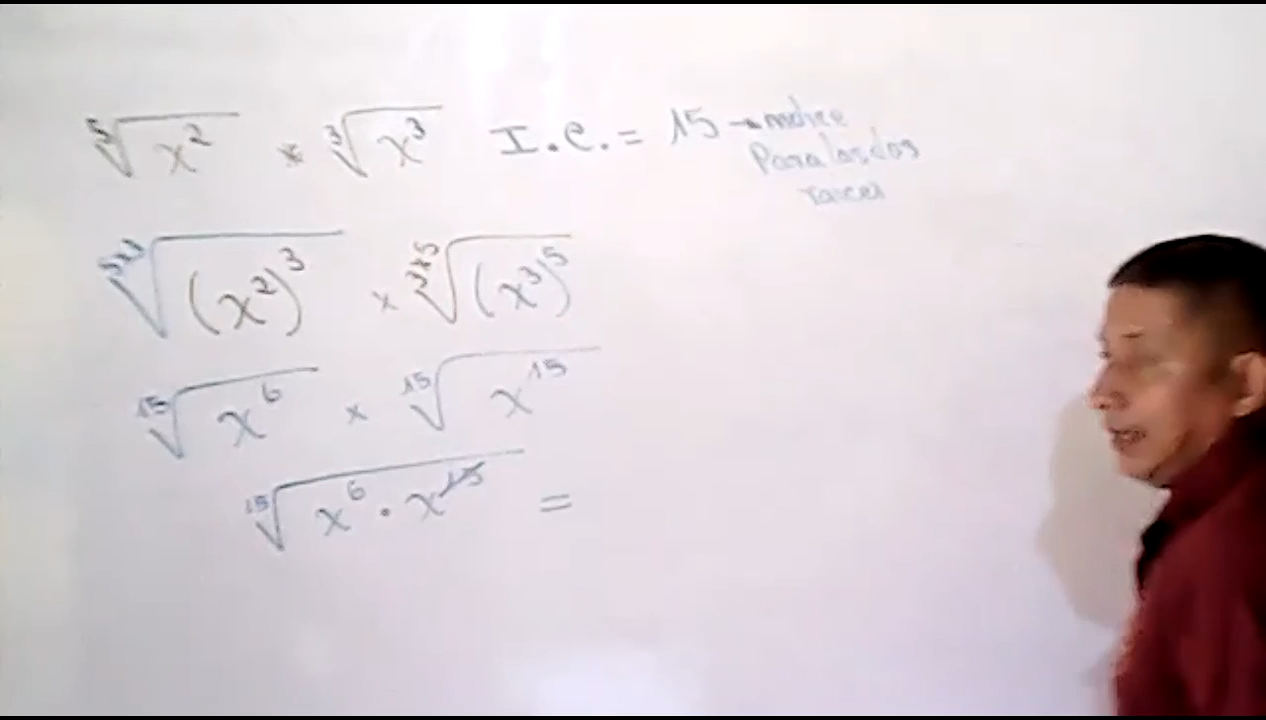 ⁵√x² × ³√x³ I.C. = 15 → indice
Para las dos
raices
⁵ˣ³√(x²)³ × ³ˣ⁵√(x³)⁵
¹⁵√x⁶ × ¹⁵√x¹⁵
¹⁵√x⁶ · x¹⁵ =